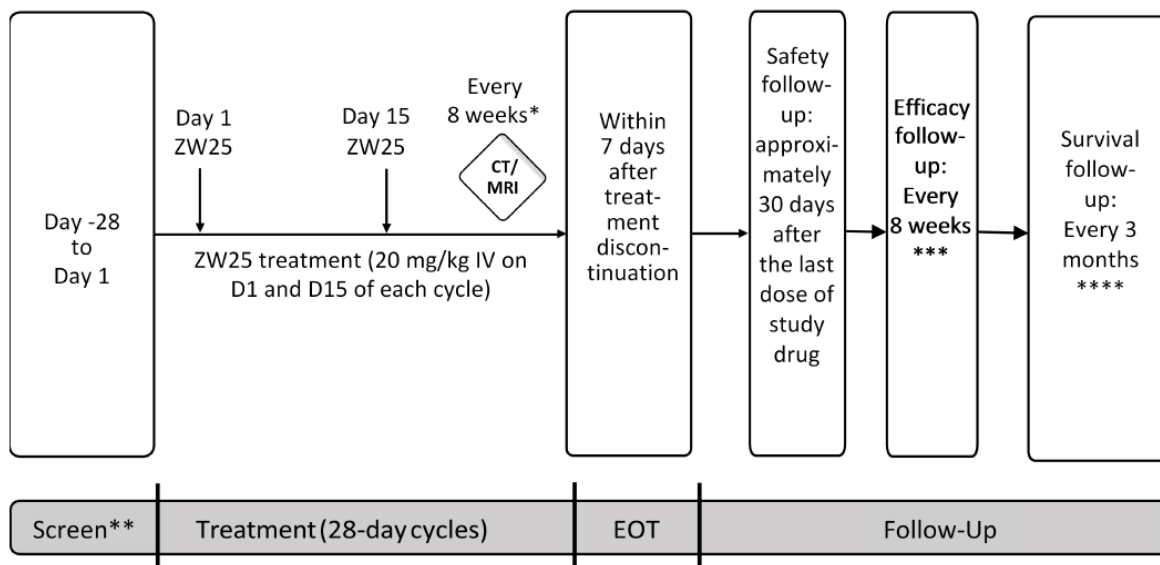 Day -28
to
Day 1
Day 1
ZW25
Day 15
ZW25
Every
8 weeks*
CT/
MRI
ZW25 treatment (20 mg/kg IV on
D1 and D15 of each cycle)
Within
7 days
after
treat-
ment
discon-
tinuation
Safety
follow-
up:
approxi-
mately
30 days
after
the last
dose of
study
drug
Efficacy
follow-
up:
Every
8 weeks
***
Survival
follow-
up:
Every 3
months
****
Screen**
Treatment (28-day cycles)
EOT
Follow-Up